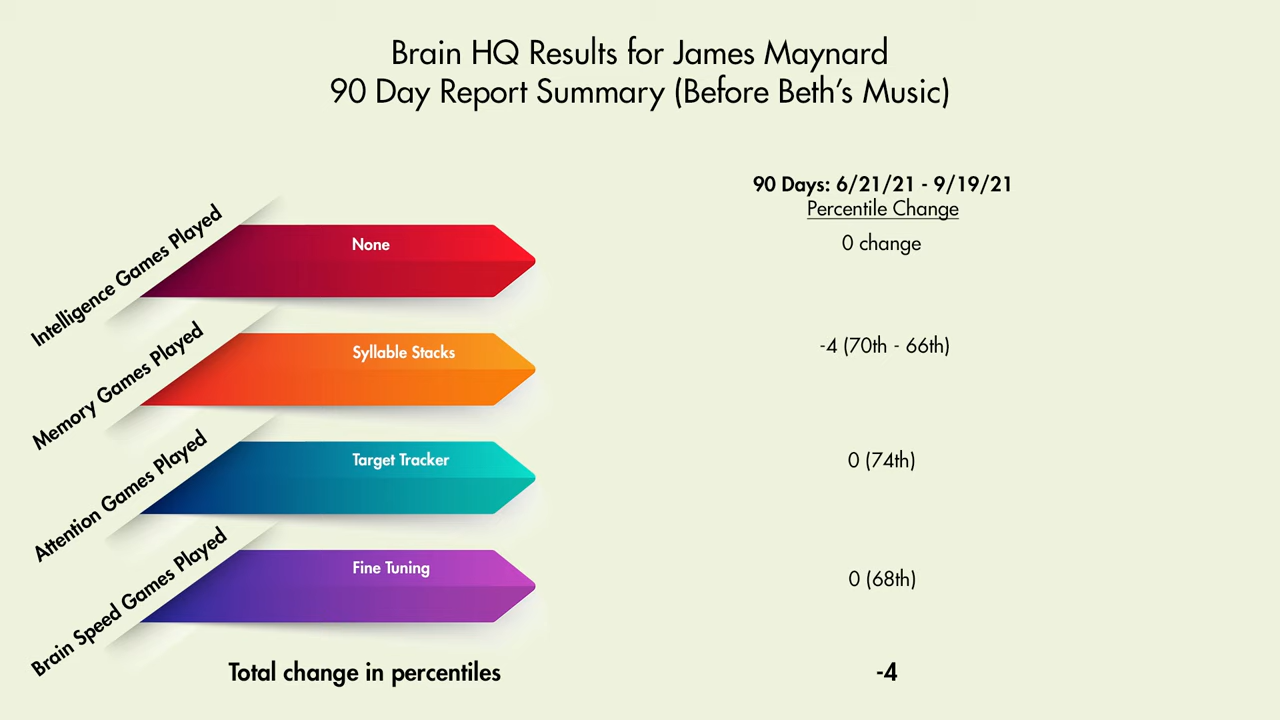 Brain HQ Results for James Maynard
90 Day Report Summary (Before Beth's Music)
90 Days: 6/21/21 - 9/19/21
Percentile Change
Intelligence Games Played
None
0 change
Memory Games Played
Syllable Stacks
-4 (70th - 66th)
Attention Games Played
Target Tracker
0 (74th)
Brain Speed Games Played
Fine Tuning
0 (68th)
Total change in percentiles
-4